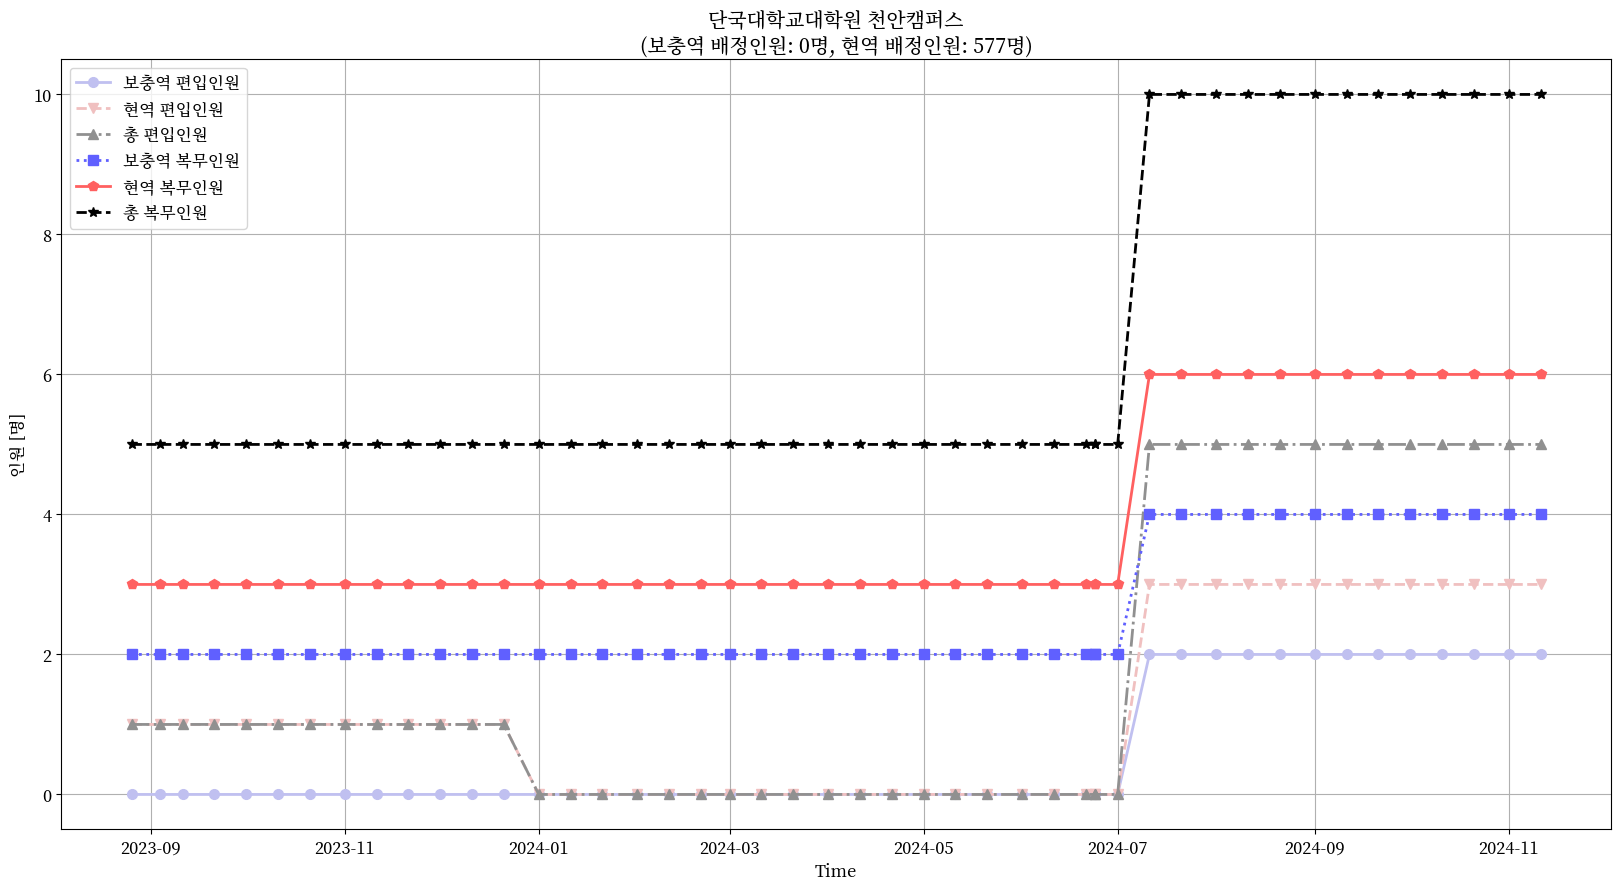 단국대학교대학원 천안캠퍼스
(보충역 배정인원: 0명, 현역 배정인원: 577명)
보충역 편입인원
현역 편입인원
총 편입인원
보충역 복무인원
현역 복무인원
총 복무인원
10
8
6
4
2
0
인원 [명]
2023-09 2023-11 2024-01 2024-03 2024-05 2024-07 2024-09 2024-11
Time